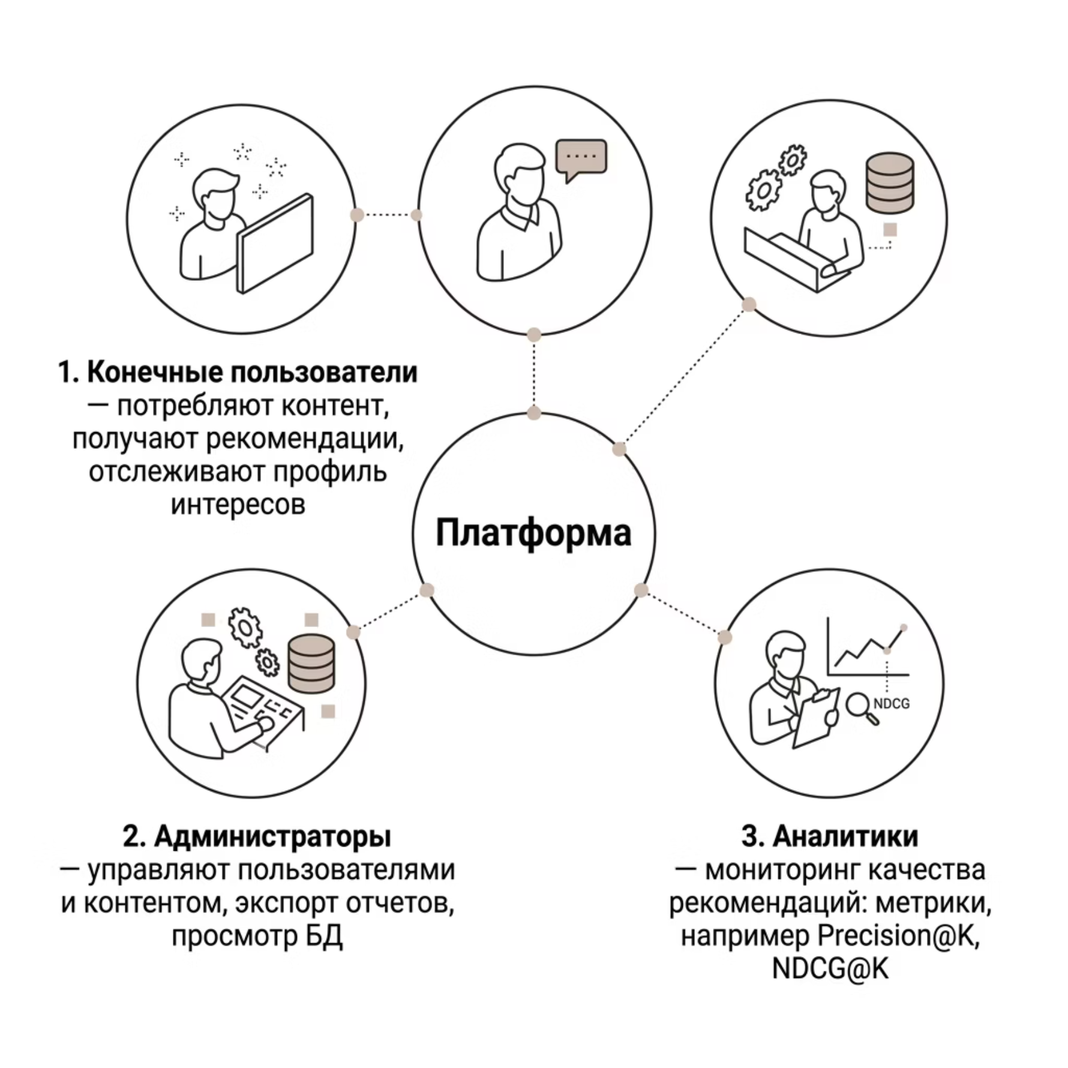 1. Конечные пользователи
— потребляют контент,
получают рекомендации,
отслеживают профиль
интересов
Платформа
NDCG
2. Администраторы
— управляют пользователями
и контентом, экспорт отчетов,
просмотр БД
3. Аналитики
— мониторинг качества
рекомендаций: метрики,
например Precision@K,
NDCG@K